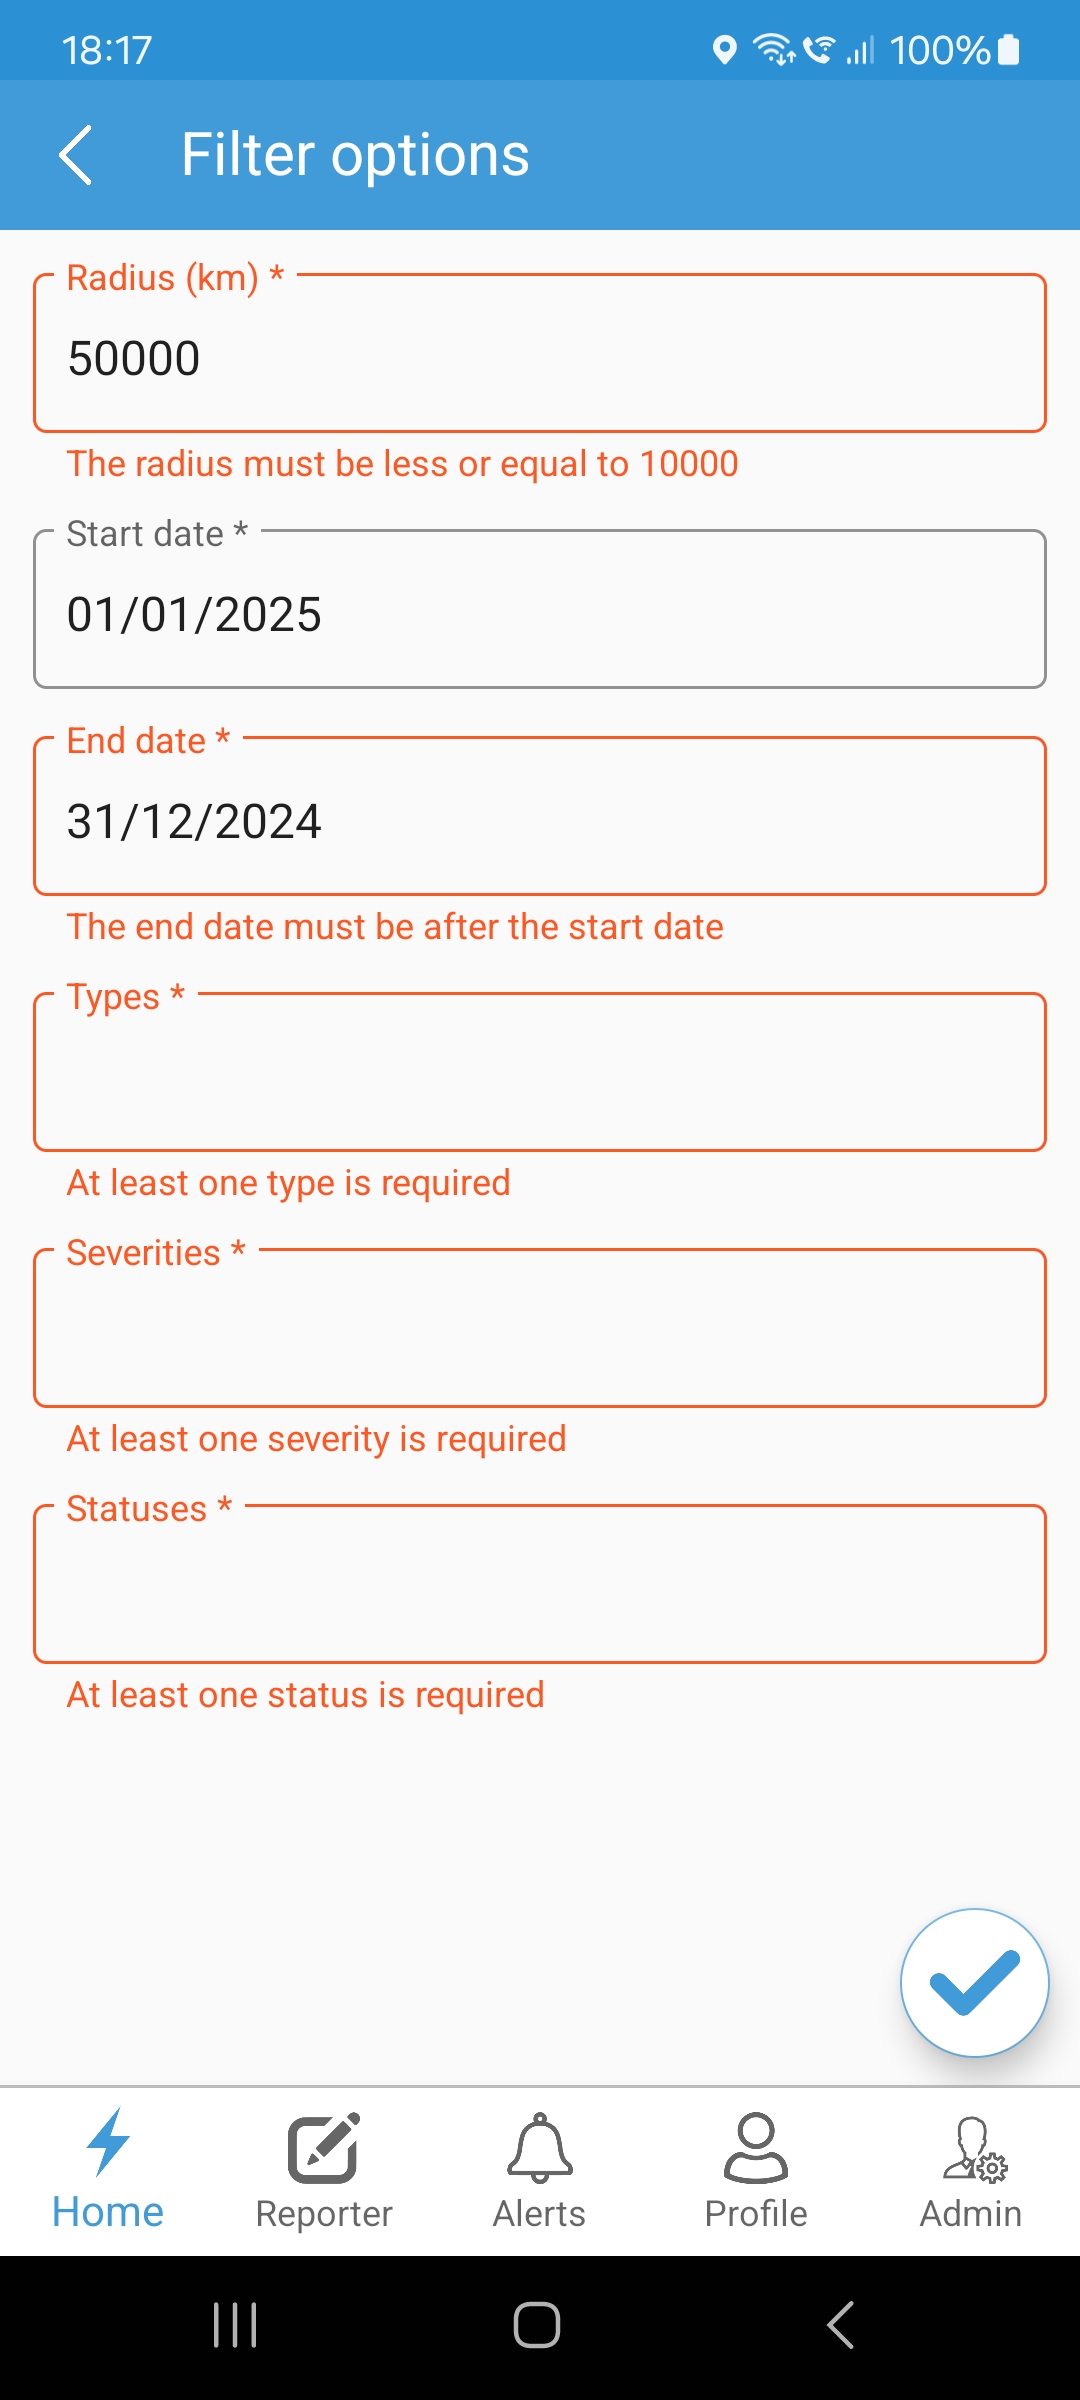 18:17
100%
Filter options
Radius (km) *
50000
The radius must be less or equal to 10000
Start date *
01/01/2025
End date *
31/12/2024
The end date must be after the start date
Types *
At least one type is required
Severities *
At least one severity is required
Statuses *
At least one status is required
Home
Reporter
Alerts
Profile
Admin